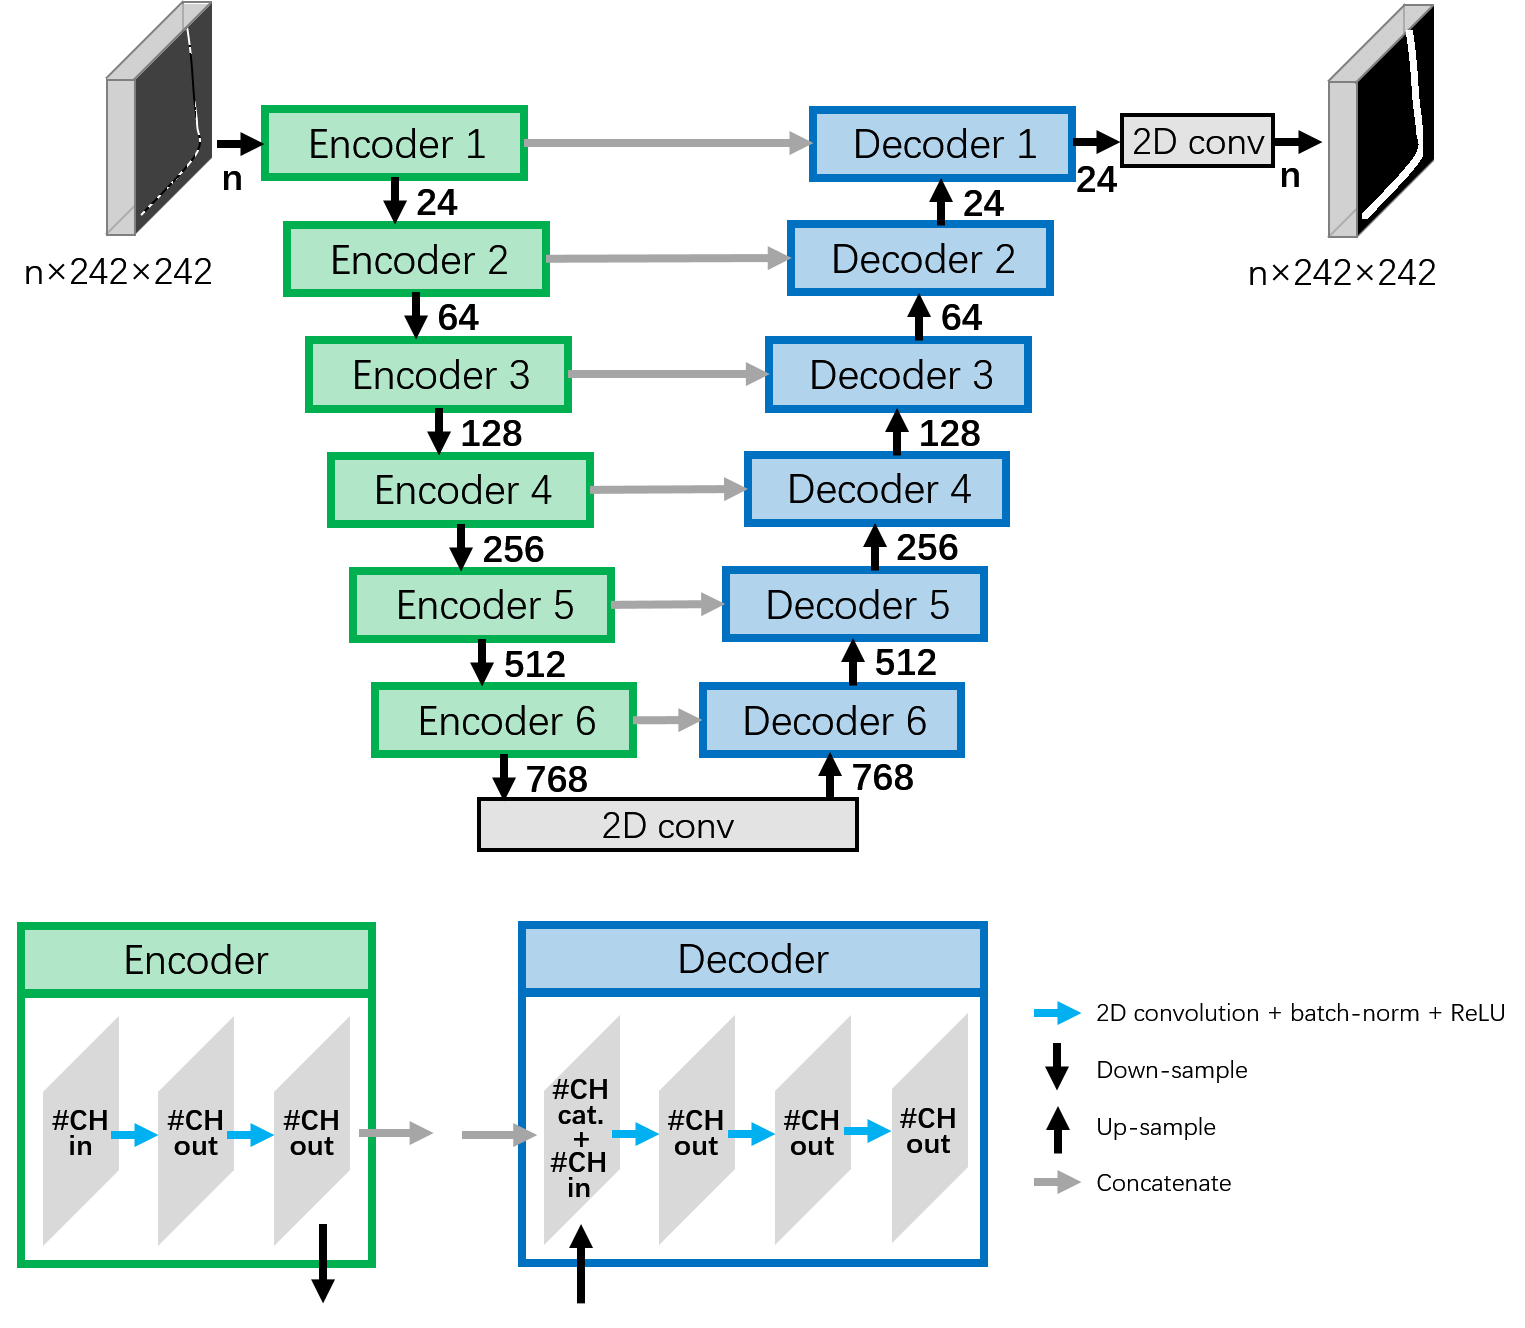 n
Encoder 1
Decoder 1
24
2D conv
n
24
24
Encoder 2
Decoder 2
n×242×242
n×242×242
64
64
Encoder 3
Decoder 3
128
128
Encoder 4
Decoder 4
256
256
Encoder 5
Decoder 5
512
512
Encoder 6
Decoder 6
768
768
2D conv
Encoder
#CH
in
#CH
out
#CH
out
Decoder
#CH
cat.
+
#CH
in
#CH
out
#CH
out
#CH
out
2D convolution + batch-norm + ReLU
Down-sample
Up-sample
Concatenate